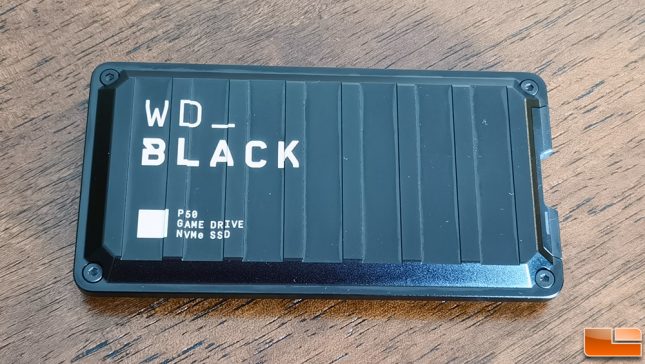 WD_
BLACK
P50
GAME DRIVE
NVMe SSD